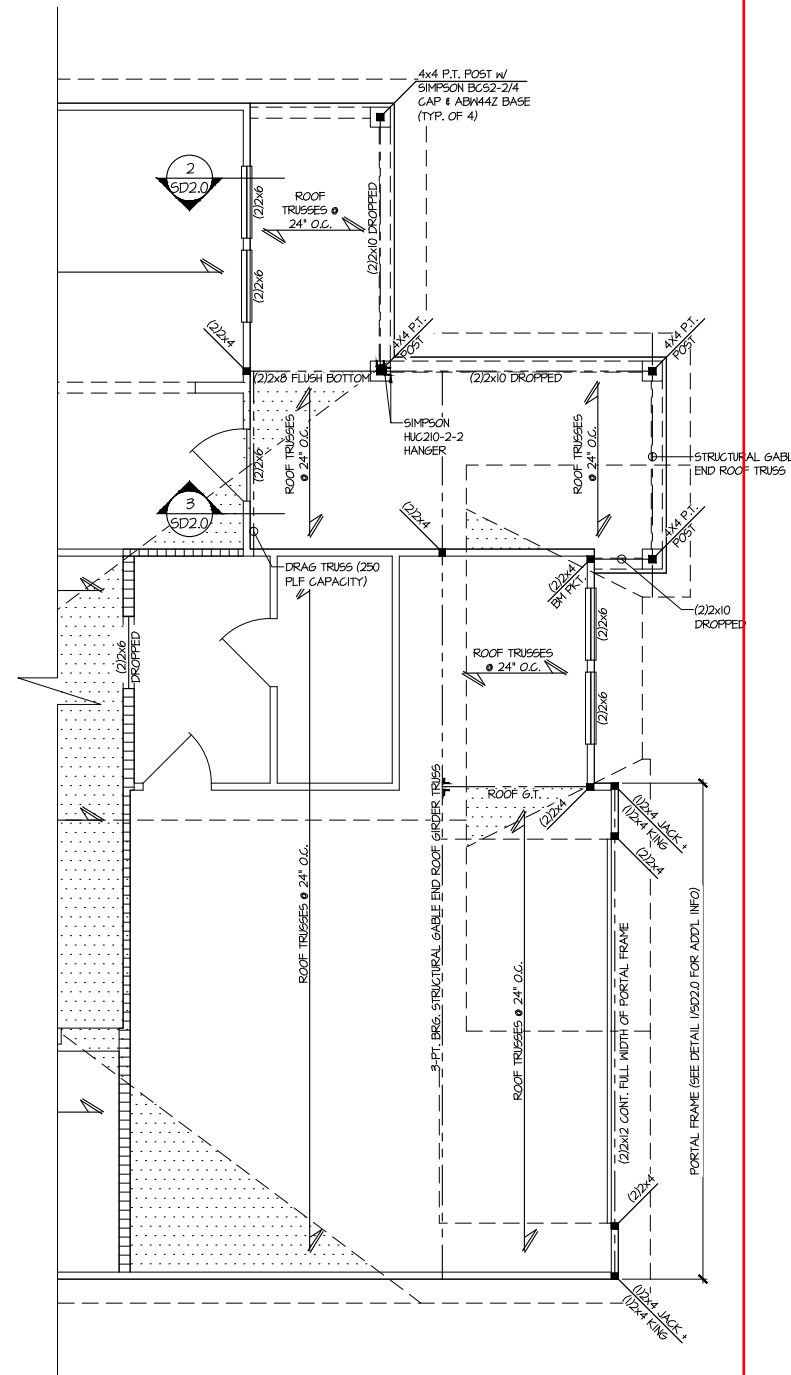 4x4 P.T. POST w/
SIMPSON BCS2-2/4
CAP & ABW44Z BASE
(TYP. OF 4)
2
SD2.0
(2)2x6
ROOF
TRUSSES @
24" O.C.
(2)2x10 DROPPED
(2)2x6
(2)2x4
4X4 P.T.
POST
4X4 P.T.
POST
(2)2x8 FLUSH BOTTOM
(2)2x10 DROPPED
SIMPSON
HUC210-2-2
HANGER
ROOF TRUSSES
@ 24" O.C.
ROOF TRUSSES
@ 24" O.C.
(2)2x6
STRUCTURAL GABL
END ROOF TRUSS
3
SD2.0
(2)2x4
4X4 P.T.
POST
DRAG TRUSS (250
PLF CAPACITY)
(2)2x4
BM PKT.
(2)2x10
DROPPED
(2)2x6
DROPPED
(2)2x6
ROOF TRUSSES
@ 24" O.C.
(2)2x6
ROOF G.T.
(2)2x4
(1)2x4 JACK +
(1)2x4 KING
(2)2x4
3-PT. BRG. STRUCTURAL GABLE END ROOF GIRDER TRUSS
ROOF TRUSSES @ 24" O.C.
ROOF TRUSSES @ 24" O.C.
(2)2x12 CONT. FULL WIDTH OF PORTAL FRAME
PORTAL FRAME (SEE DETAIL 1/SD2.0 FOR ADD'L INFO)
(2)2x4
(1)2x4 JACK +
(1)2x4 KING